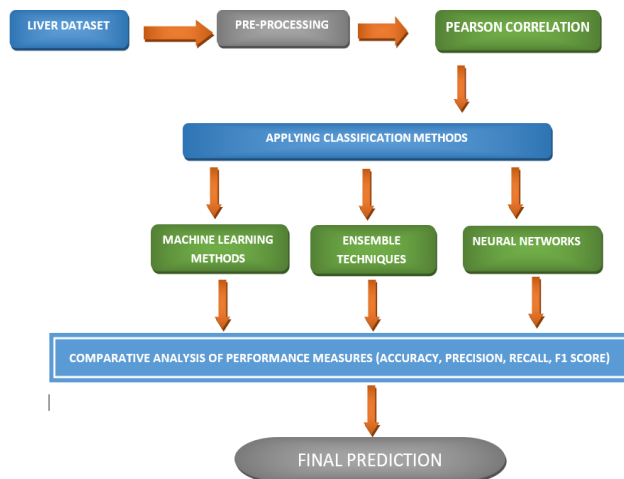 LIVER DATASET
PRE-PROCESSING
PEARSON CORRELATION
APPLYING CLASSIFICATION METHODS
MACHINE LEARNING
METHODS
ENSEMBLE
TECHNIQUES
NEURAL NETWORKS
COMPARATIVE ANALYSIS OF PERFORMANCE MEASURES (ACCURACY, PRECISION, RECALL, F1 SCORE)
FINAL PREDICTION